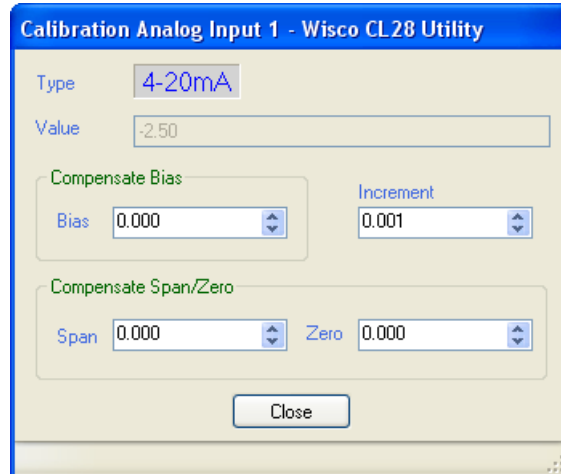 Calibration Analog Input 1 - Wisco CL28 Utility
Type 4-20mA
Value -2.50
Compensate Bias
Increment
Bias 0.000 0.001
Compensate Span/Zero
Span 0.000 Zero 0.000
Close